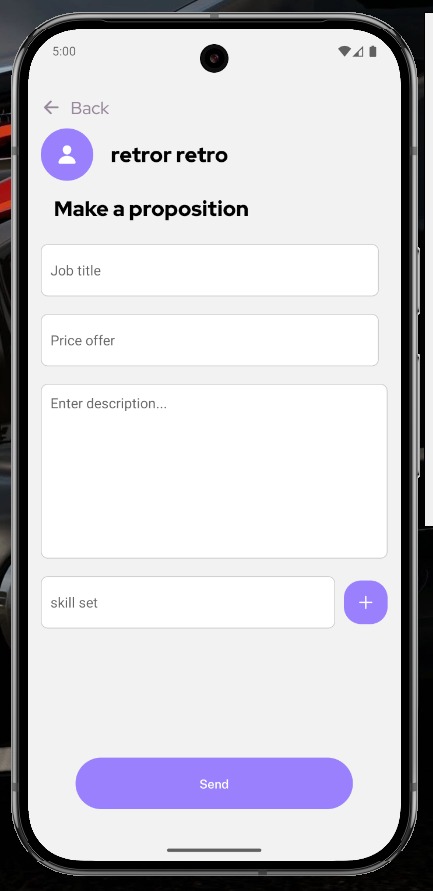 5:00
Back
retror retro
Make a proposition
Job title
Price offer
Enter description...
skill set
Send